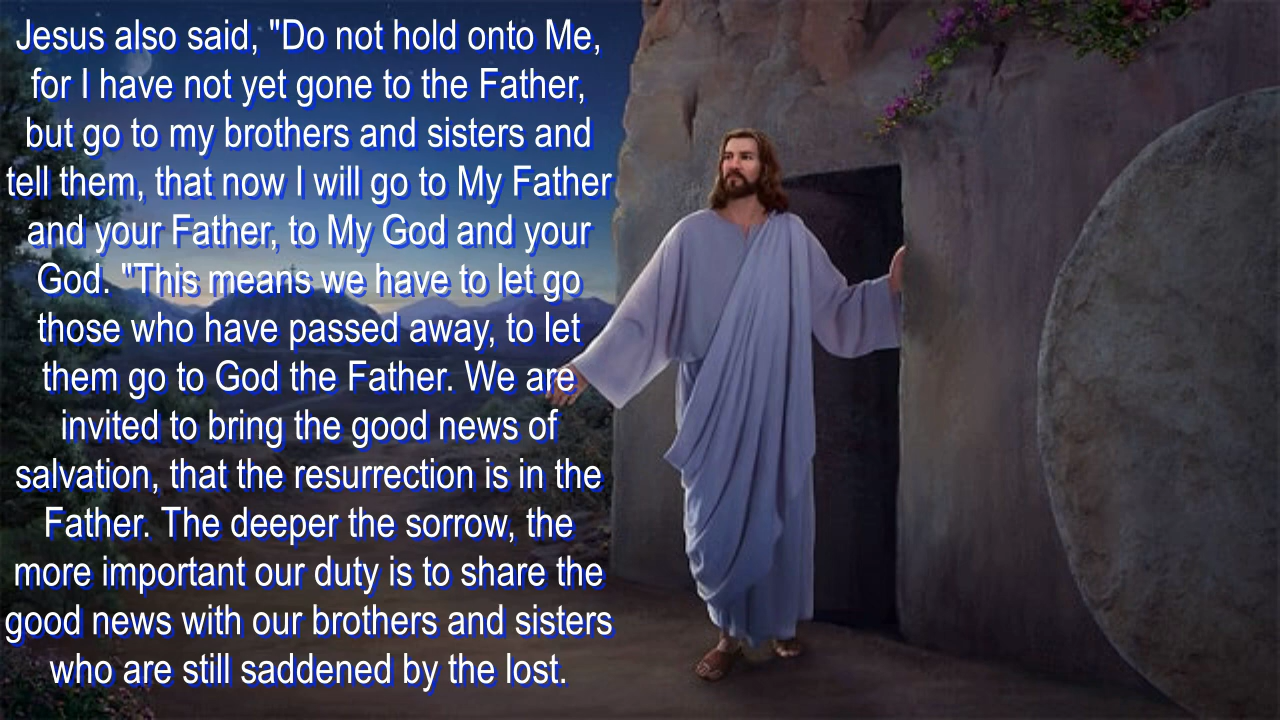 Jesus also said, "Do not hold onto Me,
for I have not yet gone to the Father,
but go to my brothers and sisters and
tell them, that now I will go to My Father
and your Father, to My God and your
God. "This means we have to let go
those who have passed away, to let
them go to God the Father. We are
invited to bring the good news of
salvation, that the resurrection is in the
Father. The deeper the sorrow, the
more important our duty is to share the
good news with our brothers and sisters
who are still saddened by the lost.